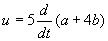 u = 5 d/dt (a + 4b)